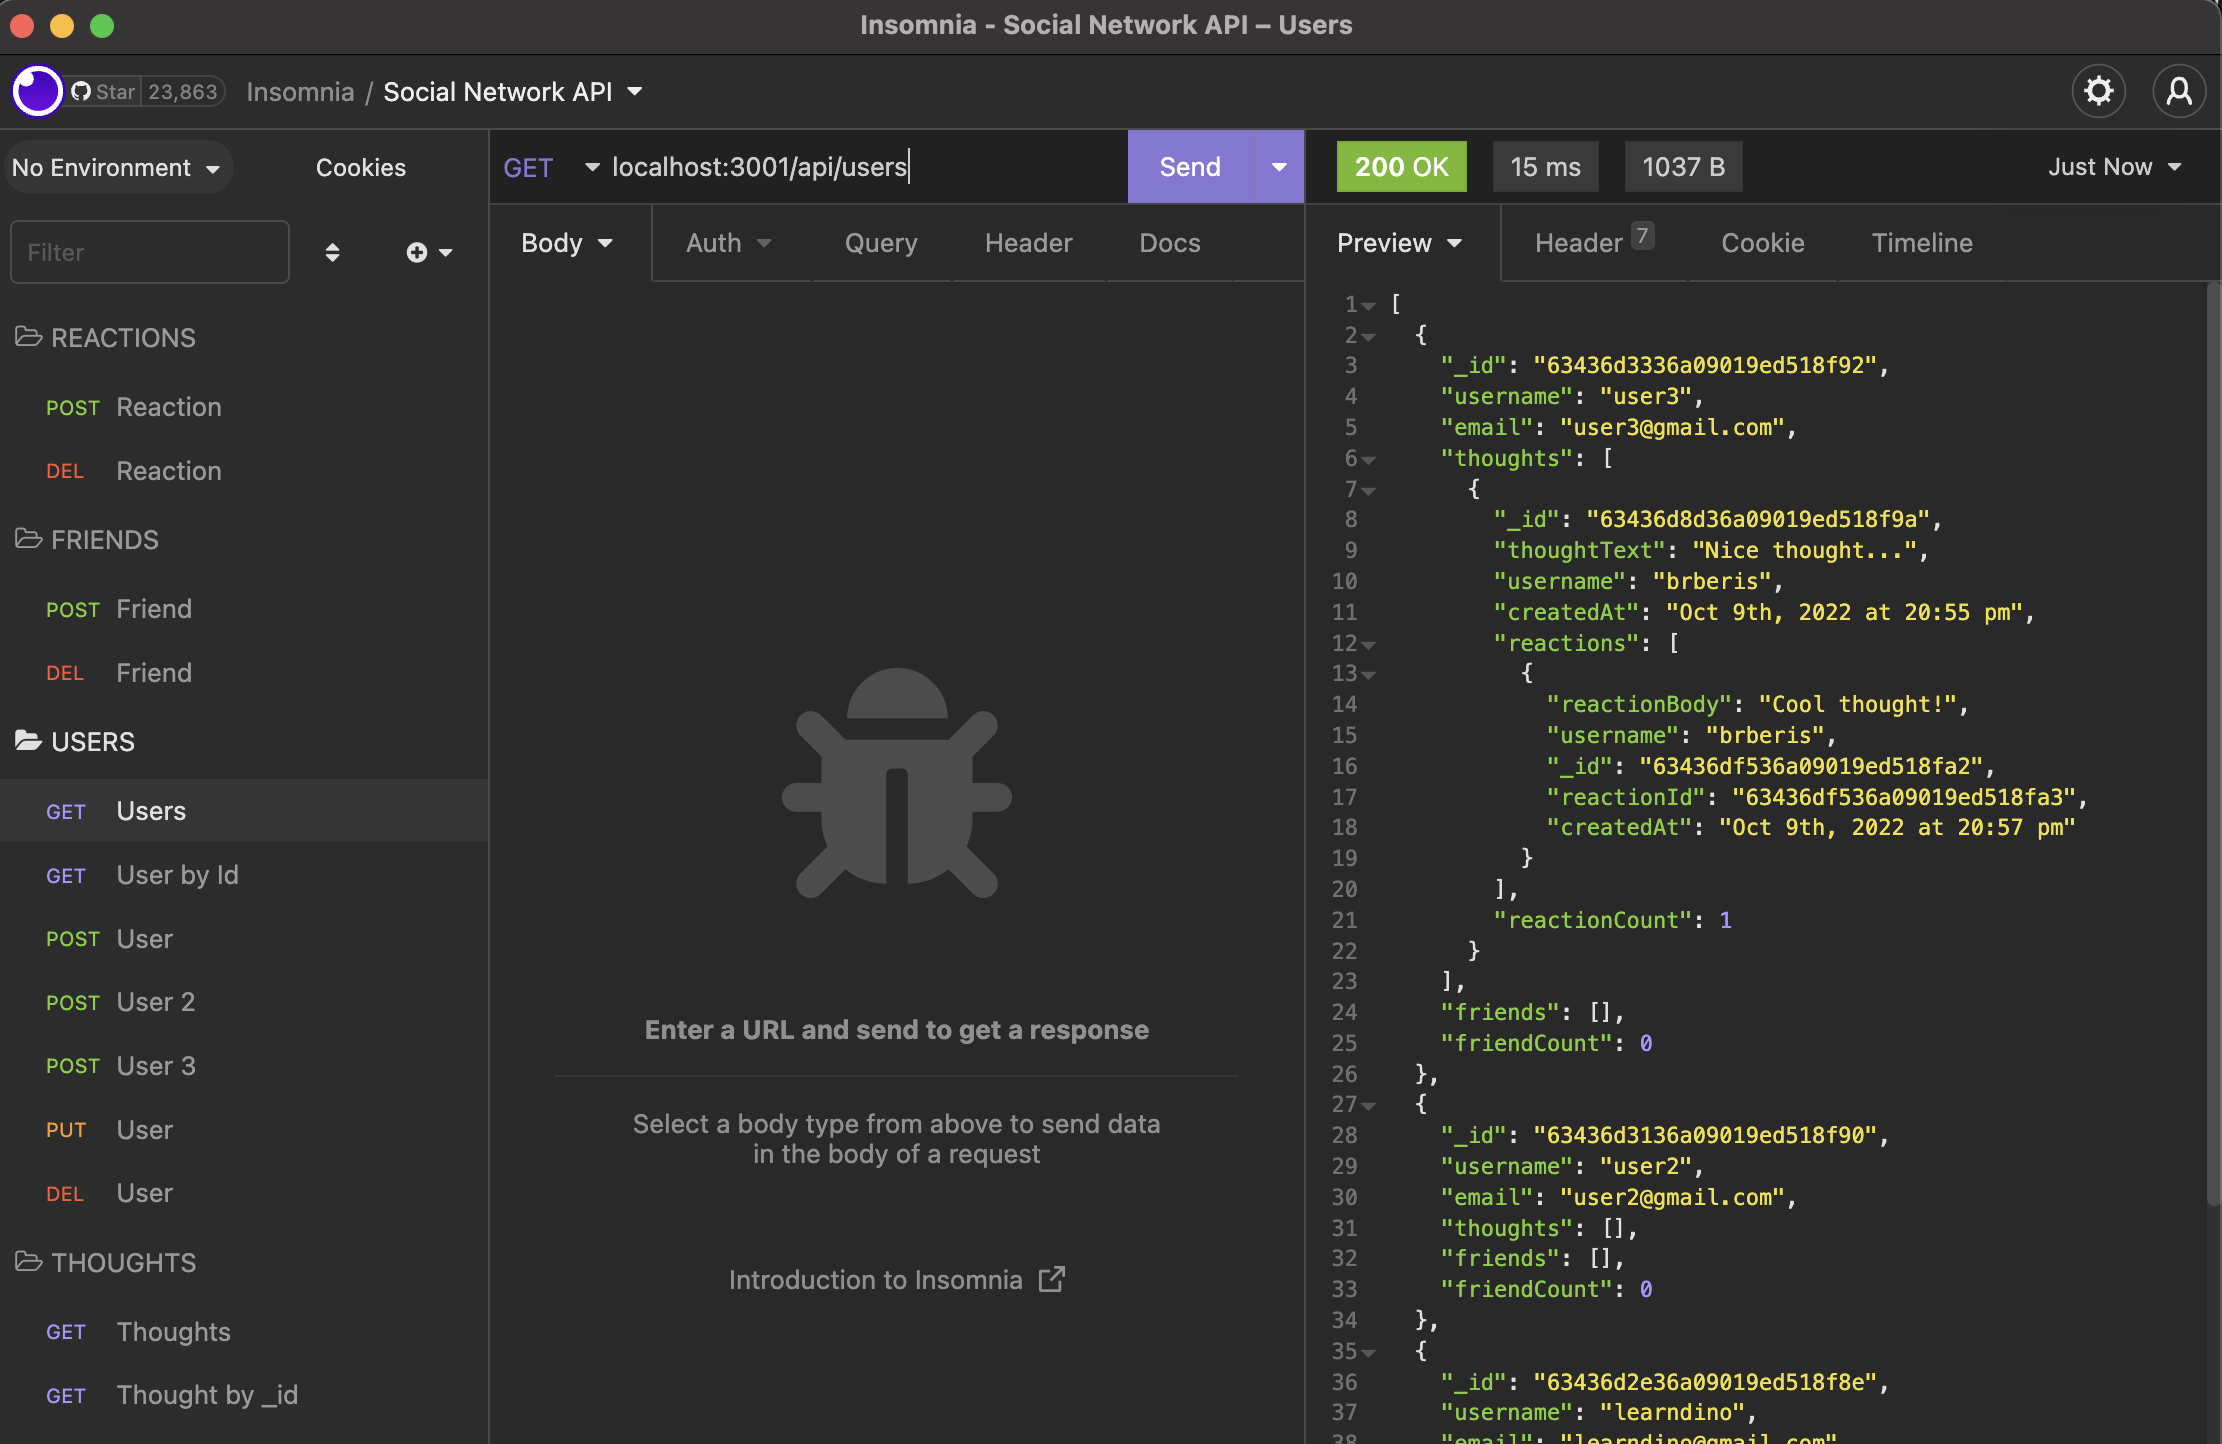 Insomnia - Social Network API – Users
Star 23,863 Insomnia / Social Network API
No Environment Cookies
Filter
REACTIONS
POST Reaction
DEL Reaction
FRIENDS
POST Friend
DEL Friend
USERS
GET Users
GET User by Id
POST User
POST User 2
POST User 3
PUT User
DEL User
THOUGHTS
GET Thoughts
GET Thought by _id
GET localhost:3001/api/users Send
Body Auth Query Header Docs
Enter a URL and send to get a response
Select a body type from above to send data
in the body of a request
Introduction to Insomnia
200 OK 15 ms 1037 B Just Now
Preview Header 7 Cookie Timeline
1 [
2 {
3 "_id": "63436d3336a09019ed518f92",
4 "username": "user3",
5 "email": "user3@gmail.com",
6 "thoughts": [
7 {
8 "_id": "63436d8d36a09019ed518f9a",
9 "thoughtText": "Nice thought...",
10 "username": "brberis",
11 "createdAt": "Oct 9th, 2022 at 20:55 pm",
12 "reactions": [
13 {
14 "reactionBody": "Cool thought!",
15 "username": "brberis",
16 "_id": "63436df536a09019ed518fa2",
17 "reactionId": "63436df536a09019ed518fa3",
18 "createdAt": "Oct 9th, 2022 at 20:57 pm"
19 }
20 ],
21 "reactionCount": 1
22 }
23 ],
24 "friends": [],
25 "friendCount": 0
26 },
27 {
28 "_id": "63436d3136a09019ed518f90",
29 "username": "user2",
30 "email": "user2@gmail.com",
31 "thoughts": [],
32 "friends": [],
33 "friendCount": 0
34 },
35 {
36 "_id": "63436d2e36a09019ed518f8e",
37 "username": "learndino",
38 "email": "learndino@gmail.com"